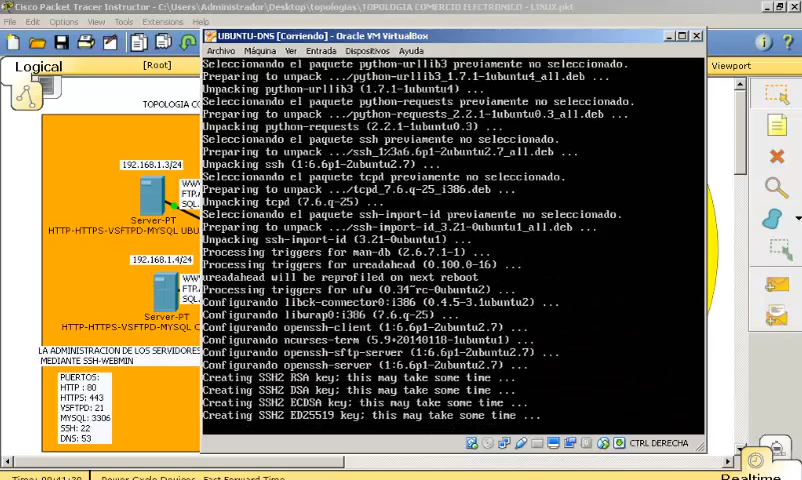 Cisco Packet Tracer Instructor - C:\Users\Administrador\Desktop\topologias\TOPOLOGIA COMERCIO ELECTRONICO - LINUX.pkt
File Edit Options View Tools Extensions Help
Logical
[Root]
Viewport
TOPOLOGIA CO
192.168.1.3/24
WWW
FTP.
SQL.
Server-PT
HTTP-HTTPS-VSFTPD-MYSQL UBU
192.168.1.4/24
WW
FTP
SQL
Server-PT
HTTP-HTTPS-VSFTPD-MYSQL
LA ADMINISTRACION DE LOS SERVIDORES
MEDIANTE SSH-WEBMIN
PUERTOS:
HTTP : 80
HTTPS: 443
VSFTPD: 21
MYSQL: 3306
SSH: 22
DNS: 53
UBUNTU-DNS [Corriendo] - Oracle VM VirtualBox
Archivo Máquina Ver Entrada Dispositivos Ayuda
Seleccionando el paquete python-urllib3 previamente no seleccionado.
Preparing to unpack .../python-urllib3_1.7.1-1ubuntu4_all.deb ...
Unpacking python-urllib3 (1.7.1-1ubuntu4) ...
Seleccionando el paquete python-requests previamente no seleccionado.
Preparing to unpack .../python-requests_2.2.1-1ubuntu0.3_all.deb ...
Unpacking python-requests (2.2.1-1ubuntu0.3) ...
Seleccionando el paquete ssh previamente no seleccionado.
Preparing to unpack .../ssh_1%3a6.6p1-2ubuntu2.7_all.deb ...
Unpacking ssh (1:6.6p1-2ubuntu2.7) ...
Seleccionando el paquete tcpd previamente no seleccionado.
Preparing to unpack .../tcpd_7.6.q-25_i386.deb ...
Unpacking tcpd (7.6.q-25) ...
Seleccionando el paquete ssh-import-id previamente no seleccionado.
Preparing to unpack .../ssh-import-id_3.21-0ubuntu1_all.deb ...
Unpacking ssh-import-id (3.21-0ubuntu1) ...
Processing triggers for man-db (2.6.7.1-1) ...
Processing triggers for ureadahead (0.100.0-16) ...
ureadahead will be reprofiled on next reboot
Processing triggers for ufw (0.34~rc-0ubuntu2) ...
Configurando libck-connector0:i386 (0.4.5-3.1ubuntu2) ...
Configurando libwrap0:i386 (7.6.q-25) ...
Configurando openssh-client (1:6.6p1-2ubuntu2.7) ...
Configurando ncurses-term (5.9+20140118-1ubuntu1) ...
Configurando openssh-sftp-server (1:6.6p1-2ubuntu2.7) ...
Configurando openssh-server (1:6.6p1-2ubuntu2.7) ...
Creating SSH2 RSA key; this may take some time ...
Creating SSH2 DSA key; this may take some time ...
Creating SSH2 ECDSA key; this may take some time ...
Creating SSH2 ED25519 key; this may take some time ...
CTRL DERECHA
Power Cycle Devices Fast Forward Time
Realtime